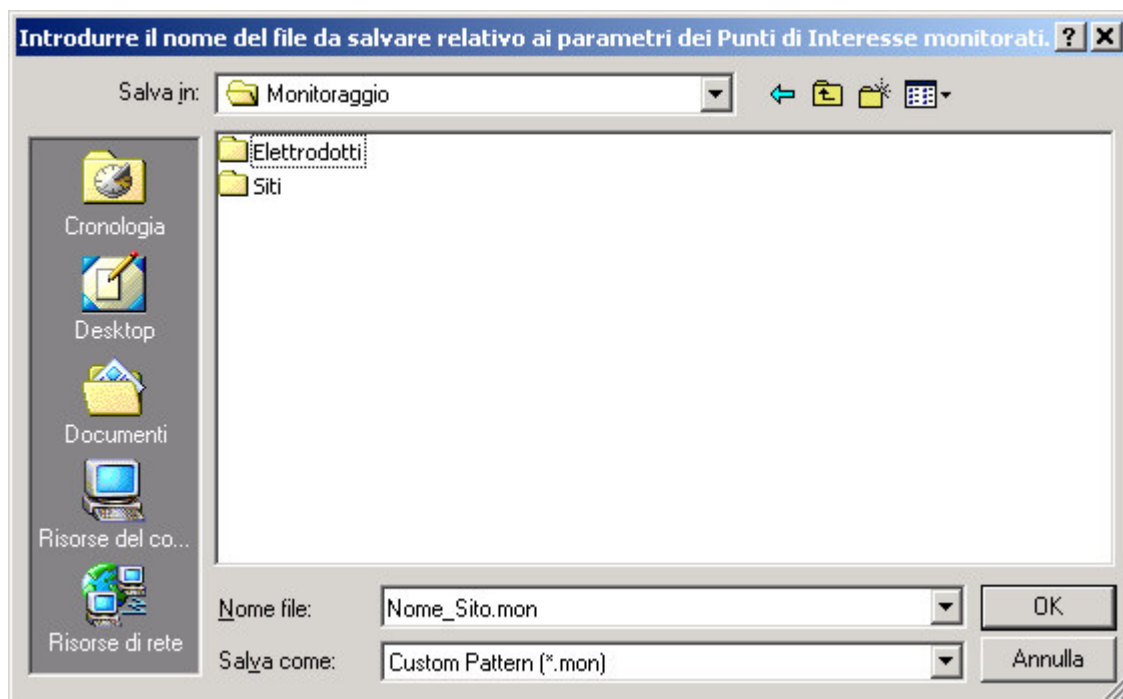 Introdurre il nome del file da salvare relativo ai parametri dei Punti di Interesse monitorati.
Salva in:
Monitoraggio
Elettrodotti
Siti
Cronologia
Desktop
Documenti
Risorse del co...
Risorse di rete
Nome file:
Nome_Sito.mon
OK
Salva come:
Custom Pattern (*.mon)
Annulla